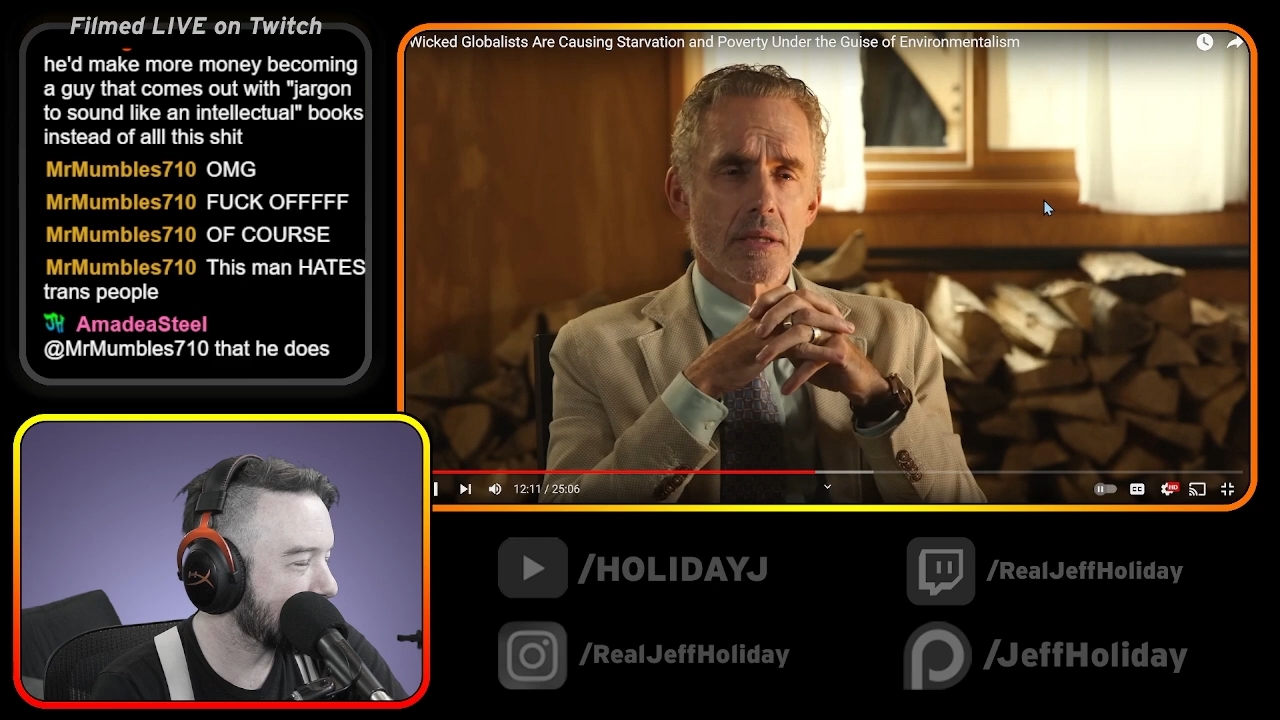 Filmed LIVE on Twitch
he'd make more money becoming
a guy that comes out with "jargon
to sound like an intellectual" books
instead of alll this shit
MrMumbles710 OMG
MrMumbles710 FUCK OFFFFF
MrMumbles710 OF COURSE
MrMumbles710 This man HATES
trans people
AmadeaSteel
@MrMumbles710 that he does
Wicked Globalists Are Causing Starvation and Poverty Under the Guise of Environmentalism
12:11 / 25:06
CC
HD
/HOLIDAYJ
/RealJeffHoliday
/RealJeffHoliday
/JeffHoliday